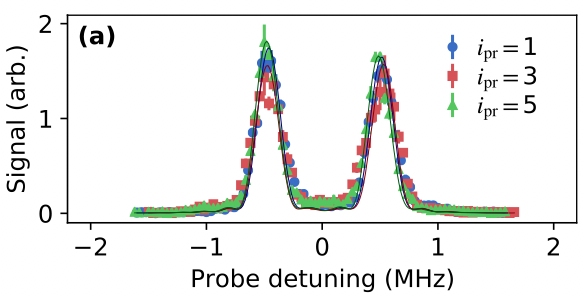 (a)
i_pr = 1
i_pr = 3
i_pr = 5
Signal (arb.)
2
1
0
−2 −1 0 1 2
Probe detuning (MHz)